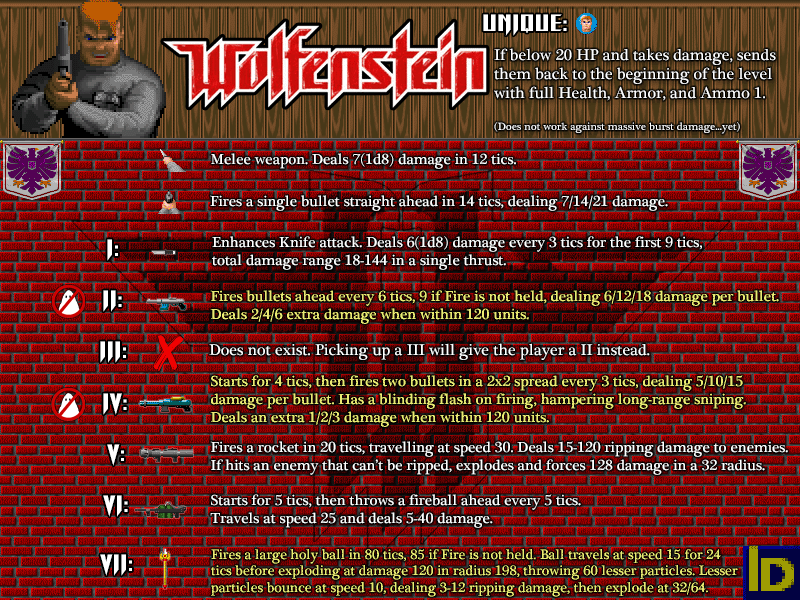 UNIQUE:
Wolfenstein
If below 20 HP and takes damage, sends
them back to the beginning of the level
with full Health, Armor, and Ammo 1.
(Does not work against massive burst damage...yet)
Melee weapon. Deals 7(1d8) damage in 12 tics.
Fires a single bullet straight ahead in 14 tics, dealing 7/14/21 damage.
I:
Enhances Knife attack. Deals 6(1d8) damage every 3 tics for the first 9 tics,
total damage range 18-144 in a single thrust.
II:
Fires bullets ahead every 6 tics, 9 if Fire is not held, dealing 6/12/18 damage per bullet.
Deals 2/4/6 extra damage when within 120 units.
III:
Does not exist. Picking up a III will give the player a II instead.
IV:
Starts for 4 tics, then fires two bullets in a 2x2 spread every 3 tics, dealing 5/10/15
damage per bullet. Has a blinding flash on firing, hampering long-range sniping.
Deals an extra 1/2/3 damage when within 120 units.
V:
Fires a rocket in 20 tics, travelling at speed 30. Deals 15-120 ripping damage to enemies.
If hits an enemy that can't be ripped, explodes and forces 128 damage in a 32 radius.
VI:
Starts for 5 tics, then throws a fireball ahead every 5 tics.
Travels at speed 25 and deals 5-40 damage.
VII:
Fires a large holy ball in 80 tics, 85 if Fire is not held. Ball travels at speed 15 for 24
tics before exploding at damage 120 in radius 198, throwing 60 lesser particles. Lesser
particles bounce at speed 10, dealing 3-12 ripping damage, then explode at 32/64.
ID